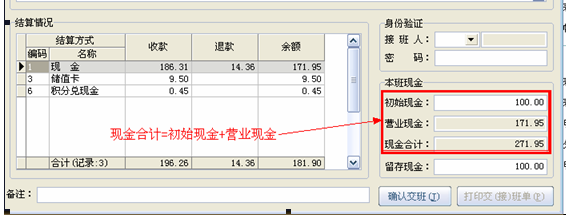 结算情况
结算方式 收款 退款 余额
编码 名称
1 现 金 186.31 14.36 171.95
3 储值卡 9.50 9.50
6 积分兑现金 0.45 0.45
现金合计=初始现金+营业现金
合计(记录:3) 196.26 14.36 181.90
身份验证
接 班 人：
密 码：
本班现金
初始现金： 100.00
营业现金： 171.95
现金合计： 271.95
留存现金： 100.00
备注：
确认交班(T) 打印交(接)班单(P)